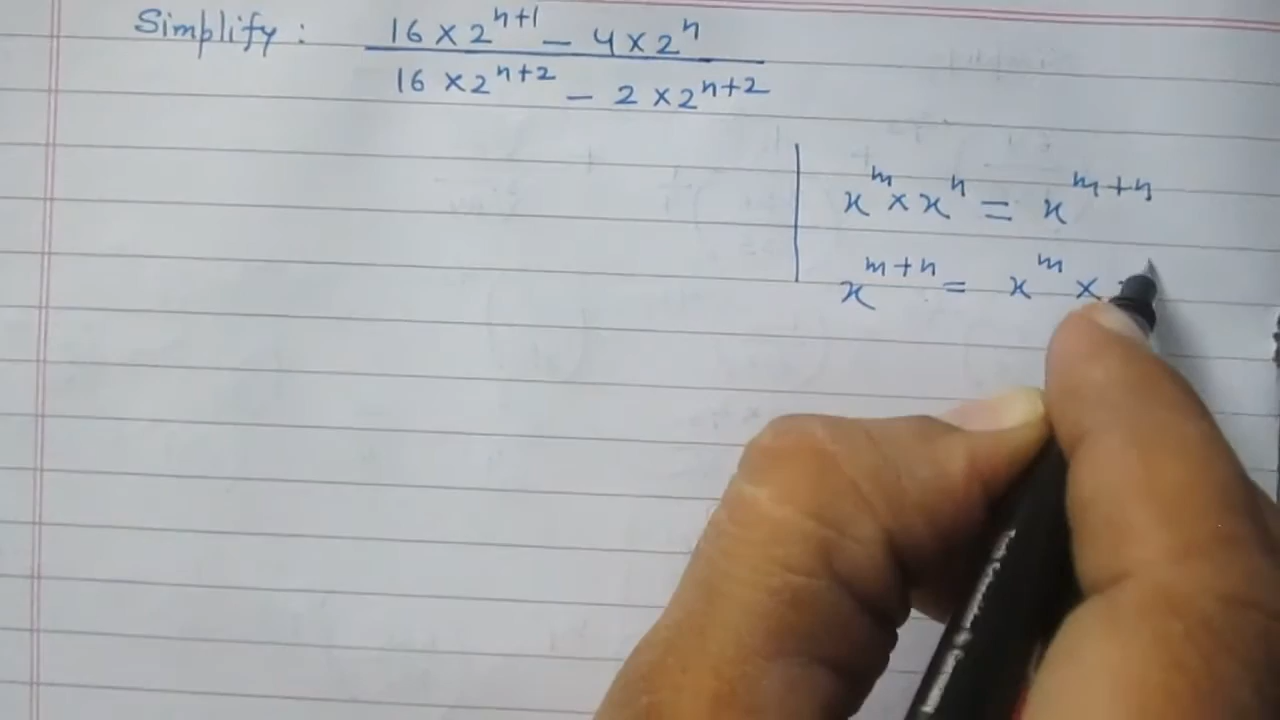 Simplify : 16 × 2^{n+1} − 4 × 2^n
16 × 2^{n+2} − 2 × 2^{n+2}
x^m × x^n = x^{m+n}
x^{m+n} = x^m ×